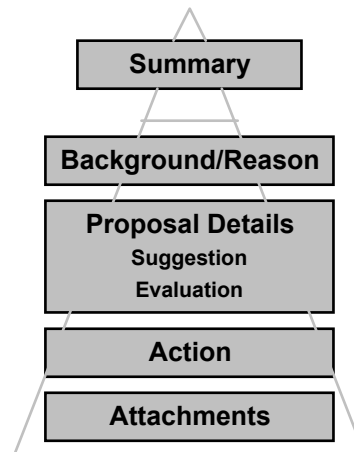 Summary
Background/Reason
Proposal Details
Suggestion
Evaluation
Action
Attachments